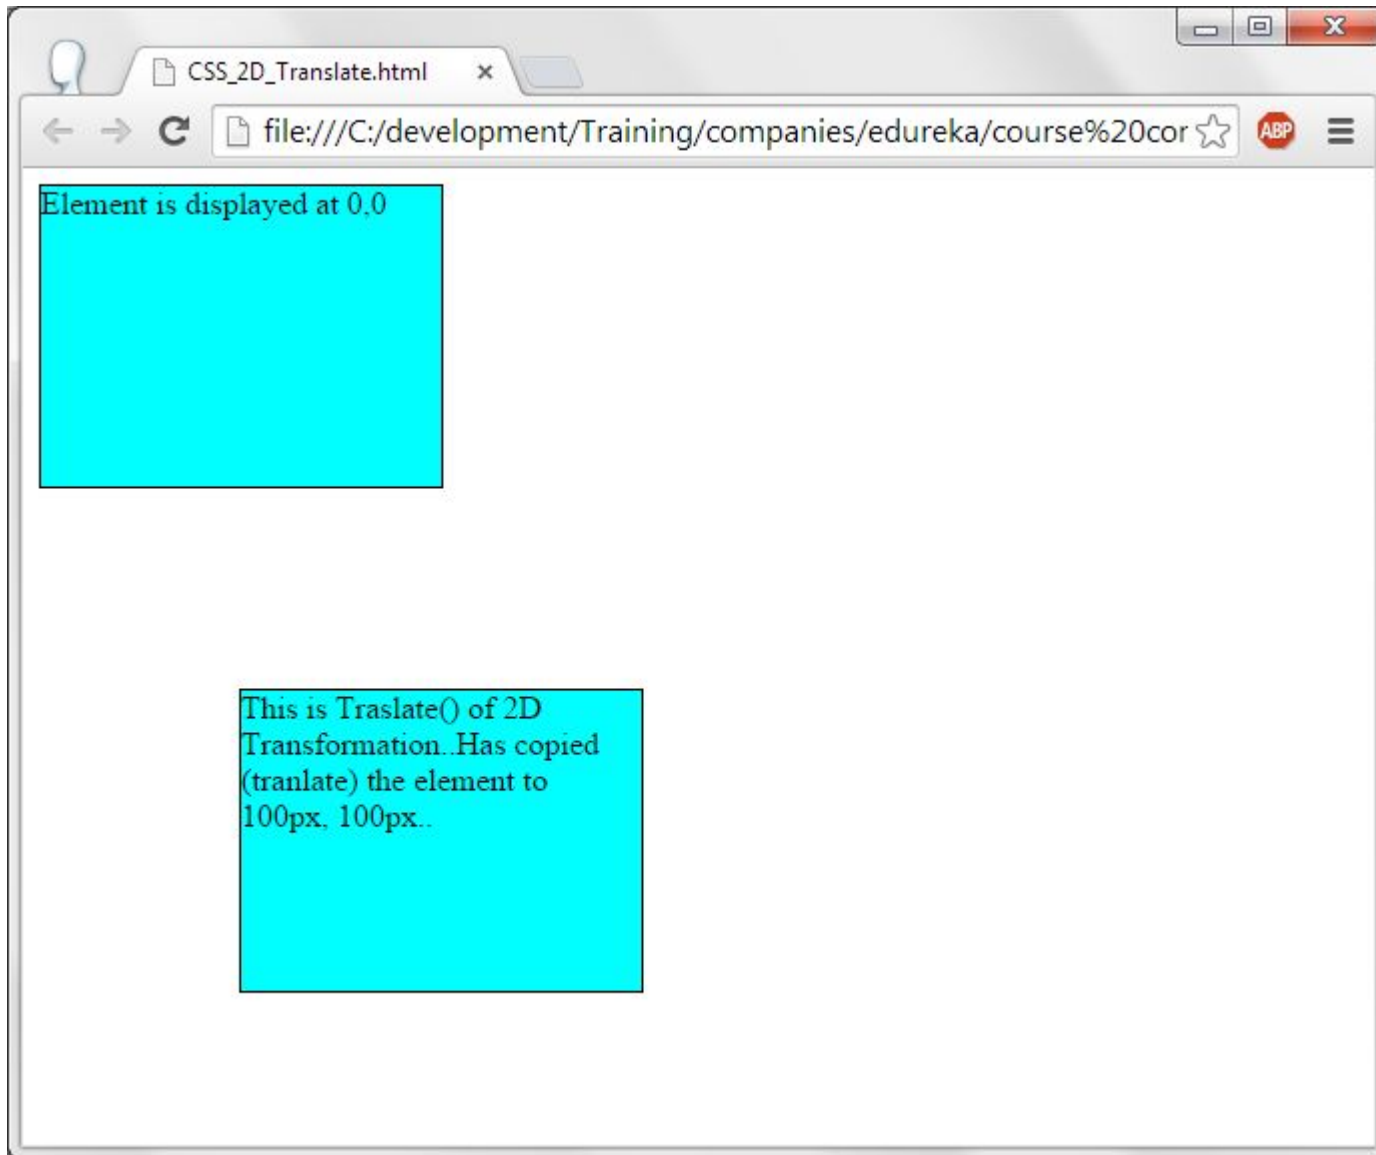 CSS_2D_Translate.html
file:///C:/development/Training/companies/edureka/course%20cor
ABP
Element is displayed at 0,0
This is Traslate() of 2D
Transformation..Has copied
(tranlate) the element to
100px, 100px..